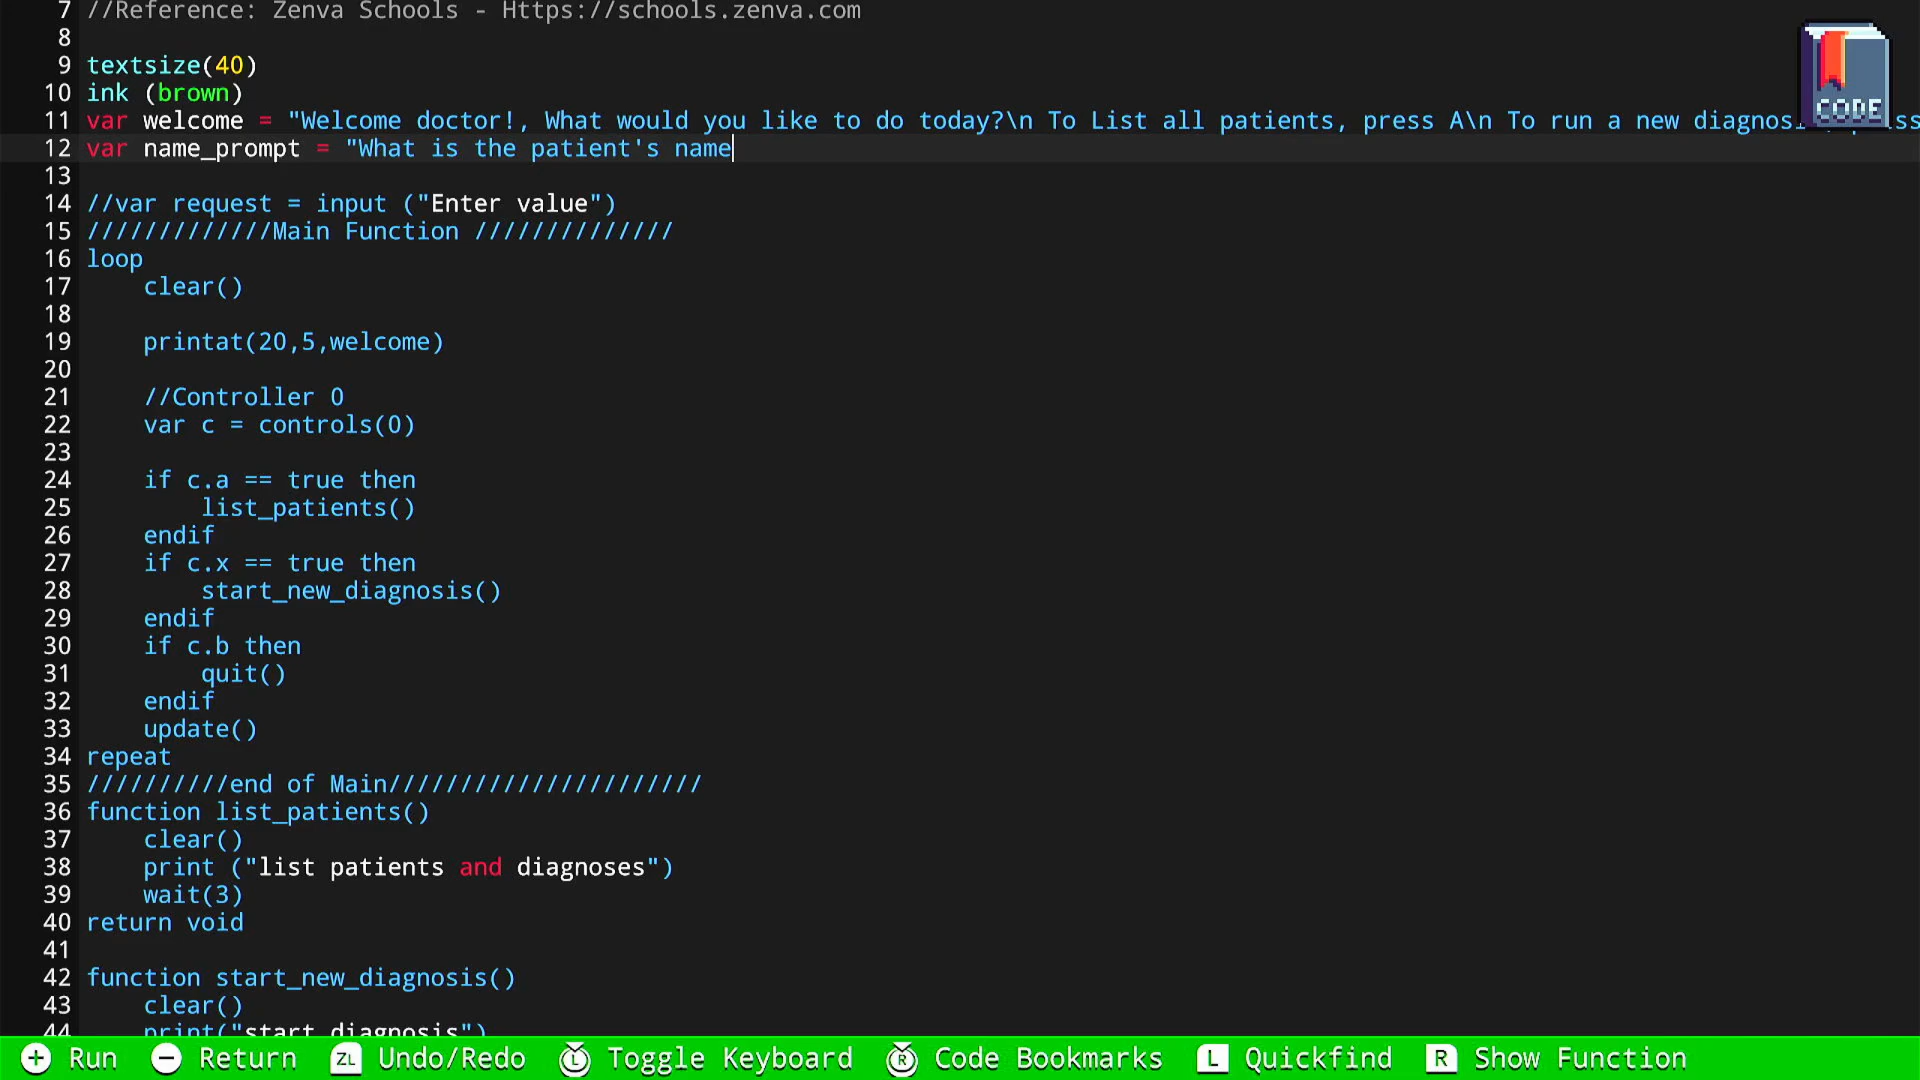 7 //Reference: Zenva Schools - Https://schools.zenva.com
8
9 textsize(40)
10 ink (brown)
11 var welcome = "Welcome doctor!, What would you like to do today?\n To List all patients, press A\n To run a new diagnosi
12 var name_prompt = "What is the patient's name
13
14 //var request = input ("Enter value")
15 /////////////Main Function //////////////
16 loop
17 clear()
18
19 printat(20,5,welcome)
20
21 //Controller 0
22 var c = controls(0)
23
24 if c.a == true then
25 list_patients()
26 endif
27 if c.x == true then
28 start_new_diagnosis()
29 endif
30 if c.b then
31 quit()
32 endif
33 update()
34 repeat
35 //////////end of Main//////////////////////
36 function list_patients()
37 clear()
38 print ("list patients and diagnoses")
39 wait(3)
40 return void
41
42 function start_new_diagnosis()
43 clear()
44 print("start diagnosis")
CODE
+ Run - Return ZL Undo/Redo L Toggle Keyboard R Code Bookmarks L Quickfind R Show Function